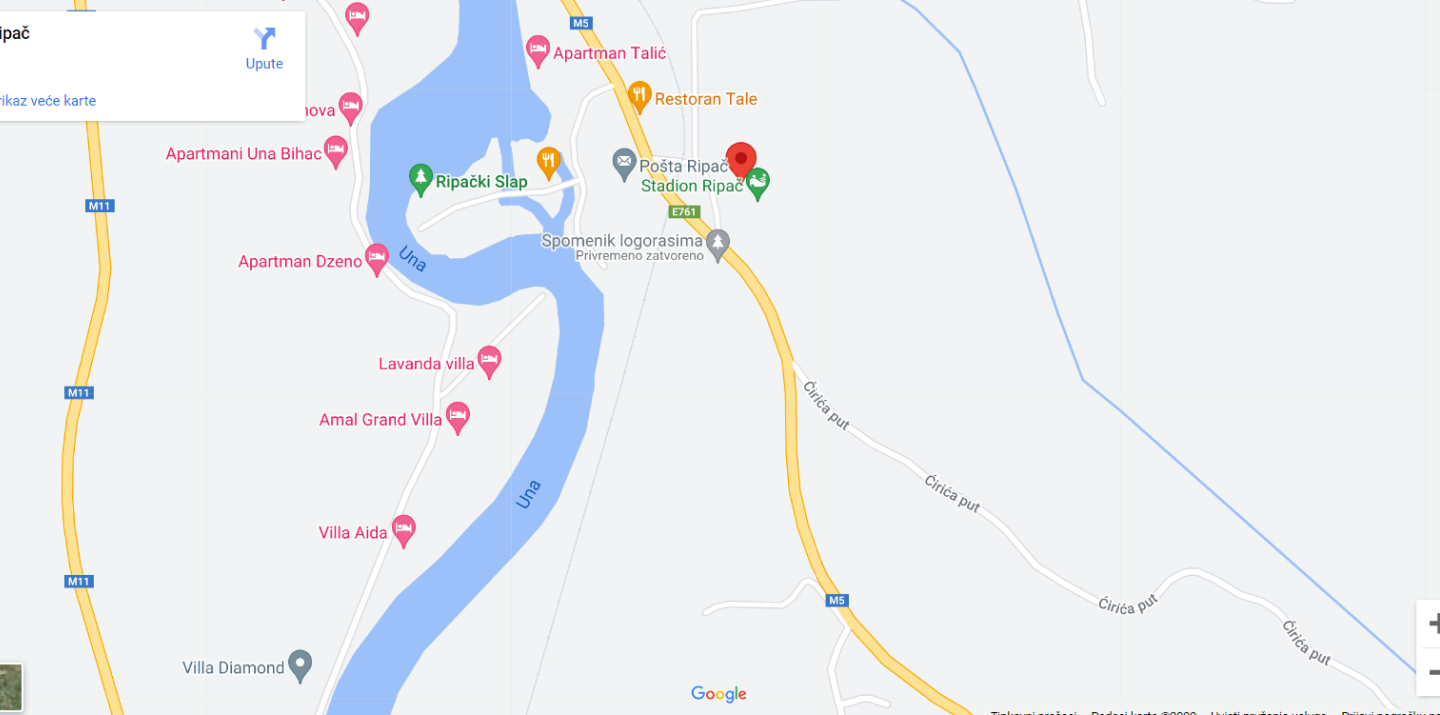 ipač
Upute
rikaz veće karte
M5
Apartman Talić
Restoran Tale
nova
Apartmani Una Bihac
Ripački Slap
Pošta Ripač
Stadion Ripač
M11
E761
Spomenik logorasima
Privremeno zatvoreno
Una
Apartman Dzeno
Lavanda villa
M11
Ćirića put
Amal Grand Villa
Ćirića put
Una
Villa Aida
M11
M5
Ćirića put
Ćirića put
Villa Diamond
Google